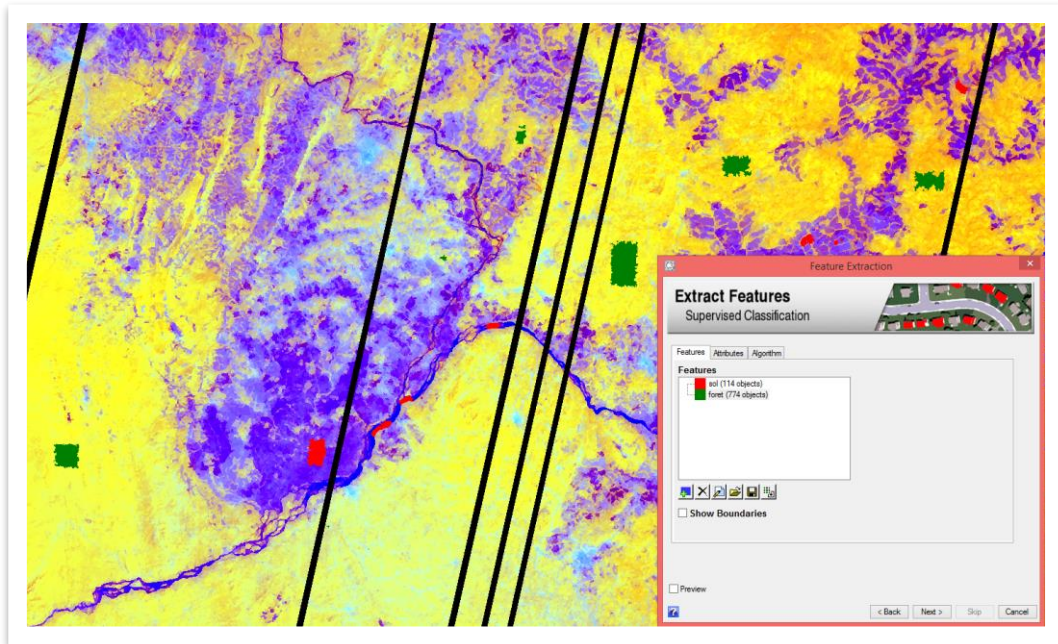 Feature Extraction
Extract Features
Supervised Classification
Features
Attributes
Algorithm
Features
sol (114 objects)
foret (774 objects)
Show Boundaries
Preview
< Back
Next >
Skip
Cancel